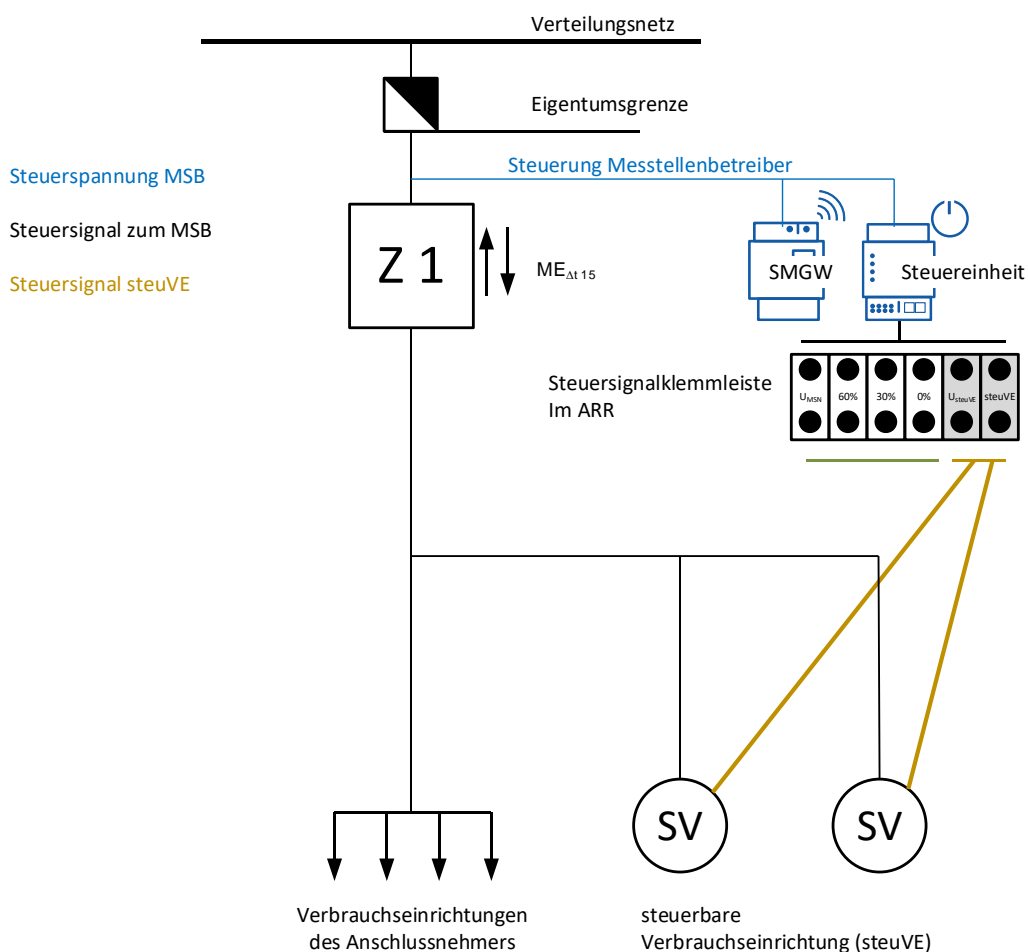 Verteilungsnetz
Eigentumsgrenze
Steuerung Messtellenbetreiber
Steuerspannung MSB
Steuersignal zum MSB
Steuersignal steuVE
Z 1
ME∆t 15
SMGW
Steuereinheit
Steuersignalklemmleiste
Im ARR
UMSN 60% 30% 0% UsteuVE steuVE
SV SV
Verbrauchseinrichtungen
des Anschlussnehmers
steuerbare
Verbrauchseinrichtung (steuVE)